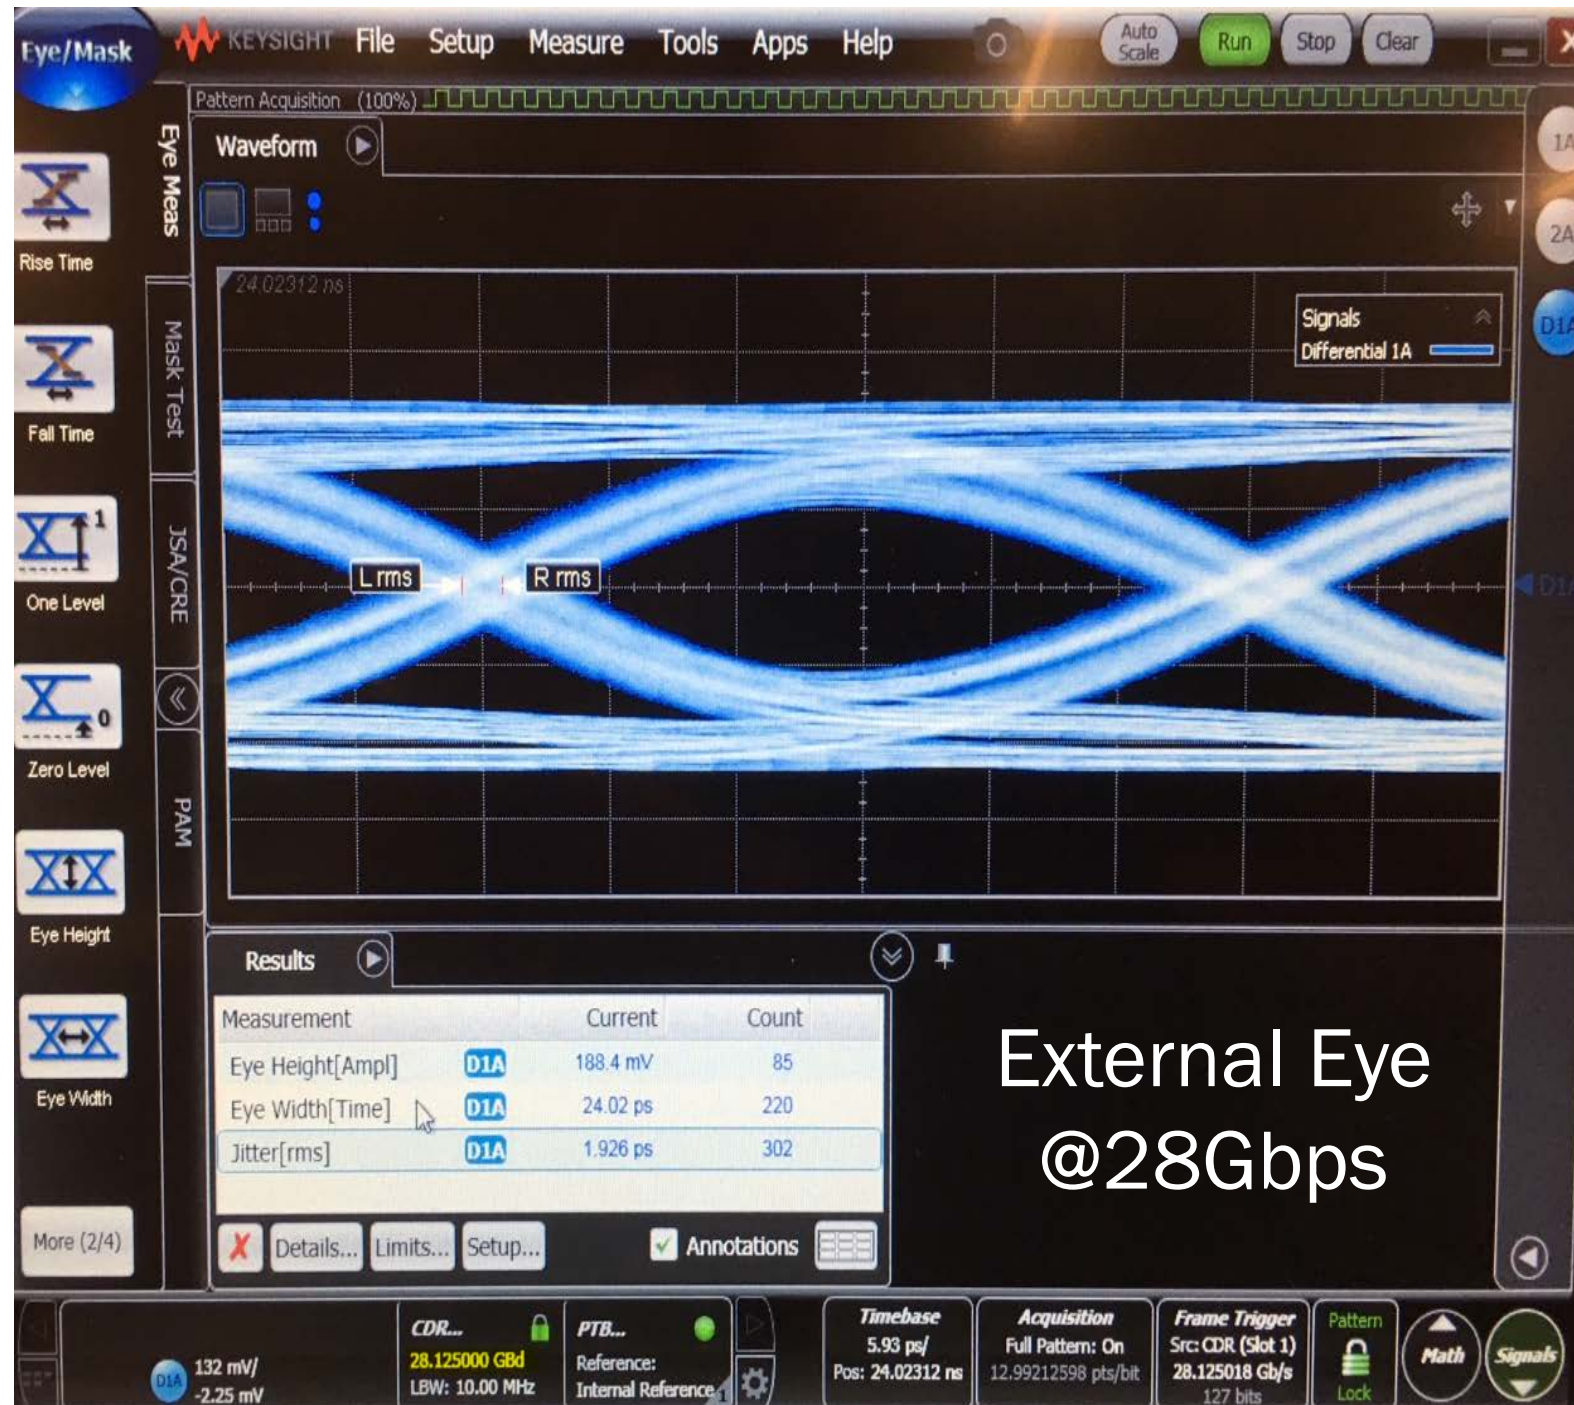 Eye/Mask
KEYSIGHT File Setup Measure Tools Apps Help
Auto Scale
Run
Stop
Clear
Pattern Acquisition (100%)
Waveform
Eye Meas
Mask Test
JSA/CRE
PAM
Rise Time
Fall Time
1
One Level
0
Zero Level
Eye Height
Eye Width
More (2/4)
24.02312 ns
Signals
Differential 1A
1A
2A
D1A
L rms
R rms
Results
Measurement Current Count
Eye Height[Ampl] D1A 188.4 mV 85
Eye Width[Time] D1A 24.02 ps 220
Jitter[rms] D1A 1.926 ps 302
Details... Limits... Setup... Annotations
External Eye
@28Gbps
D1A
132 mV/
-2.25 mV
CDR...
28.125000 GBd
LBW: 10.00 MHz
PTB...
Reference:
Internal Reference
1
Timebase
5.93 ps/
Pos: 24.02312 ns
Acquisition
Full Pattern: On
12.99212598 pts/bit
Frame Trigger
Src: CDR (Slot 1)
28.125018 Gb/s
127 bits
Pattern
Lock
Math
Signals